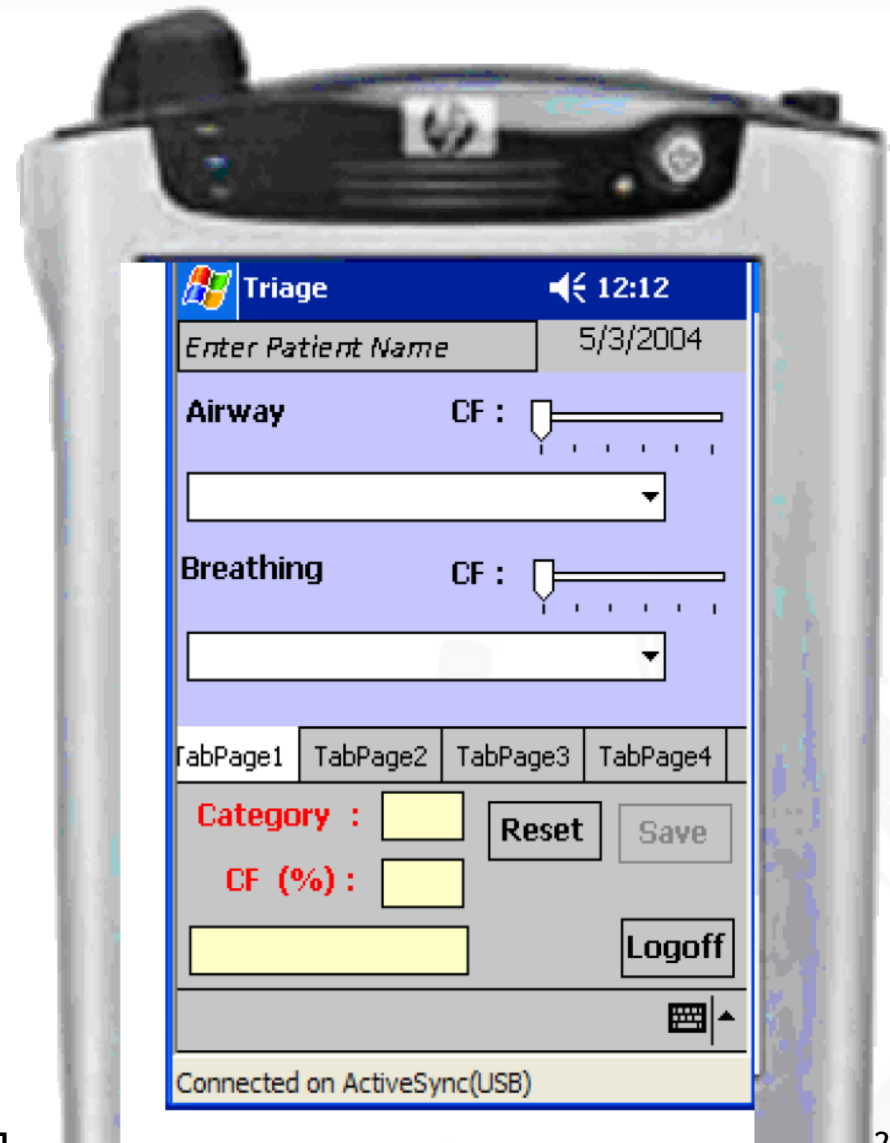 hp
Triage 12:12
Enter Patient Name 5/3/2004
Airway CF :
Breathing CF :
TabPage1 TabPage2 TabPage3 TabPage4
Category : Reset Save
CF (%) :
Logoff
Connected on ActiveSync(USB)